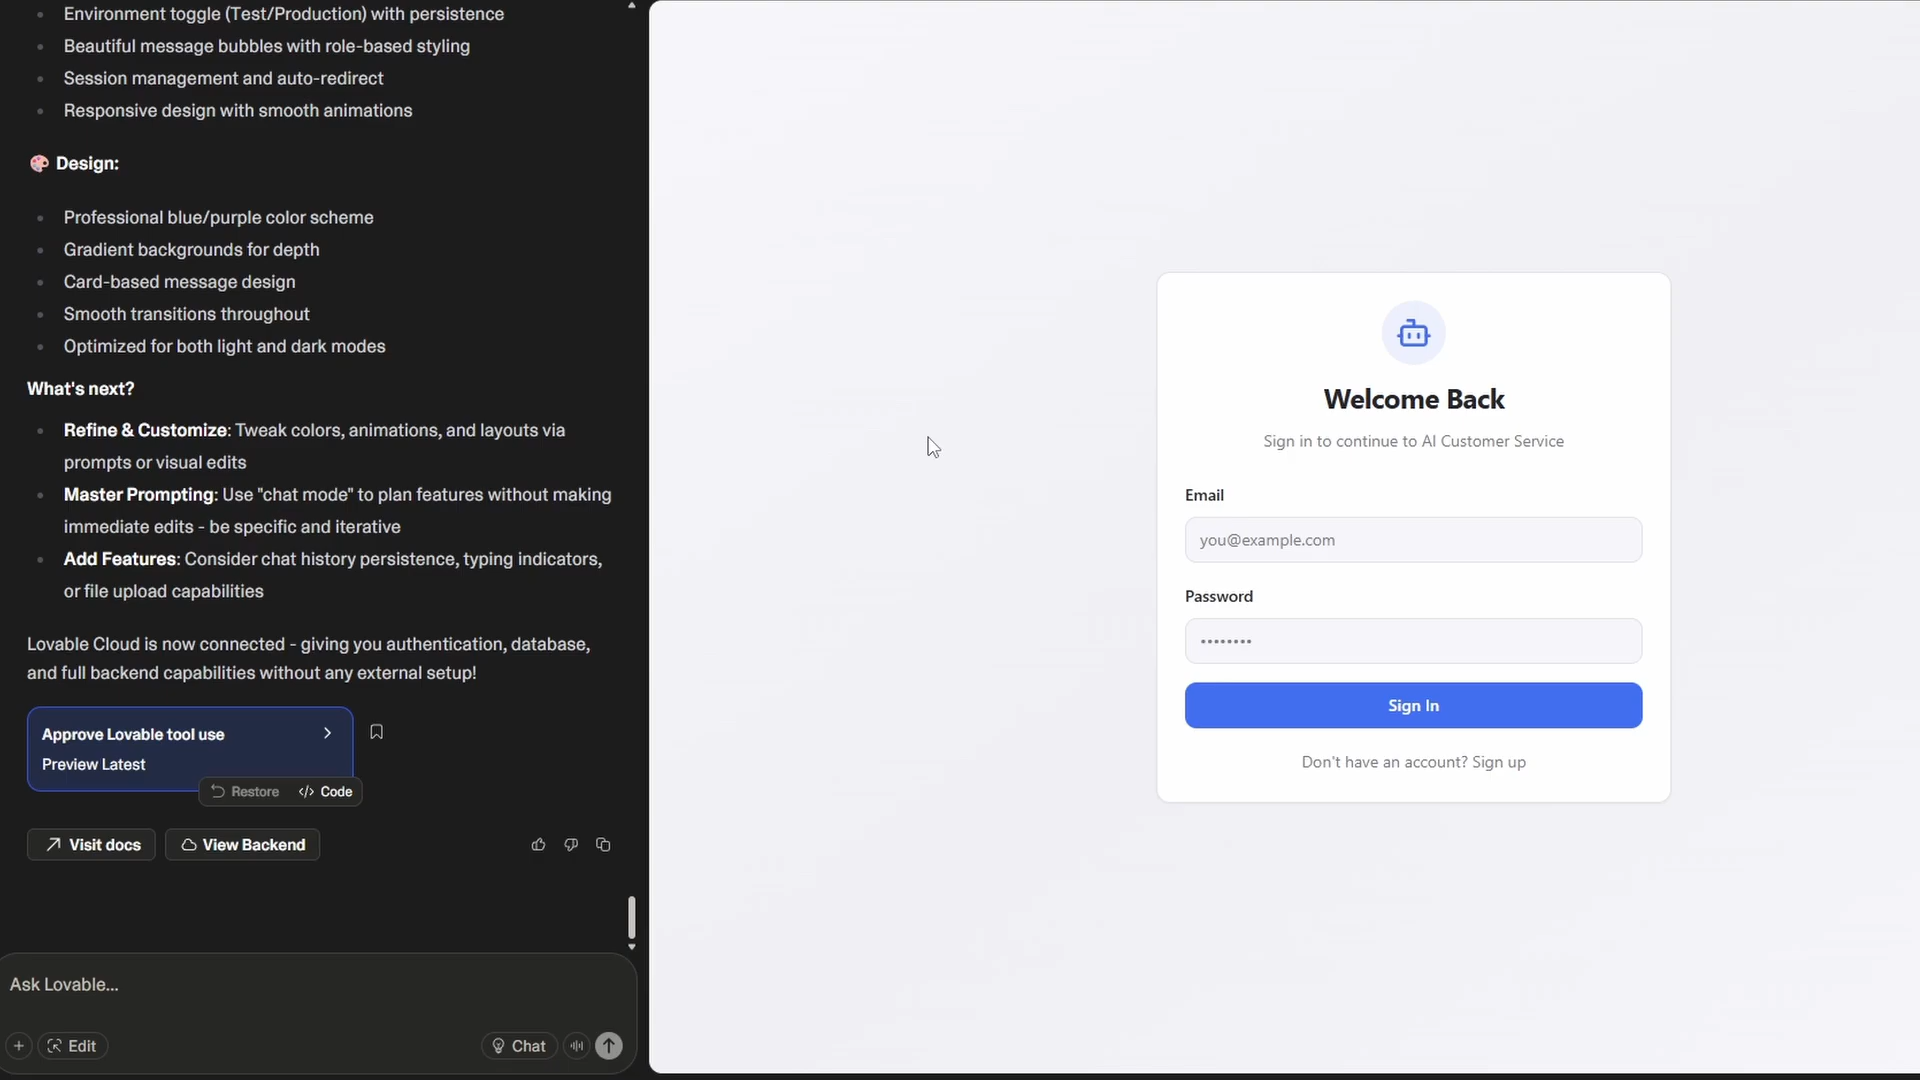 Environment toggle (Test/Production) with persistence
Beautiful message bubbles with role-based styling
Session management and auto-redirect
Responsive design with smooth animations
🎨 Design:
Professional blue/purple color scheme
Gradient backgrounds for depth
Card-based message design
Smooth transitions throughout
Optimized for both light and dark modes
What's next?
Refine & Customize: Tweak colors, animations, and layouts via
prompts or visual edits
Master Prompting: Use "chat mode" to plan features without making
immediate edits - be specific and iterative
Add Features: Consider chat history persistence, typing indicators,
or file upload capabilities
Lovable Cloud is now connected - giving you authentication, database,
and full backend capabilities without any external setup!
Approve Lovable tool use
Preview Latest
Restore
Code
Visit docs
View Backend
Ask Lovable...
Edit
Chat
Welcome Back
Sign in to continue to AI Customer Service
Email
you@example.com
Password
••••••••
Sign In
Don't have an account? Sign up